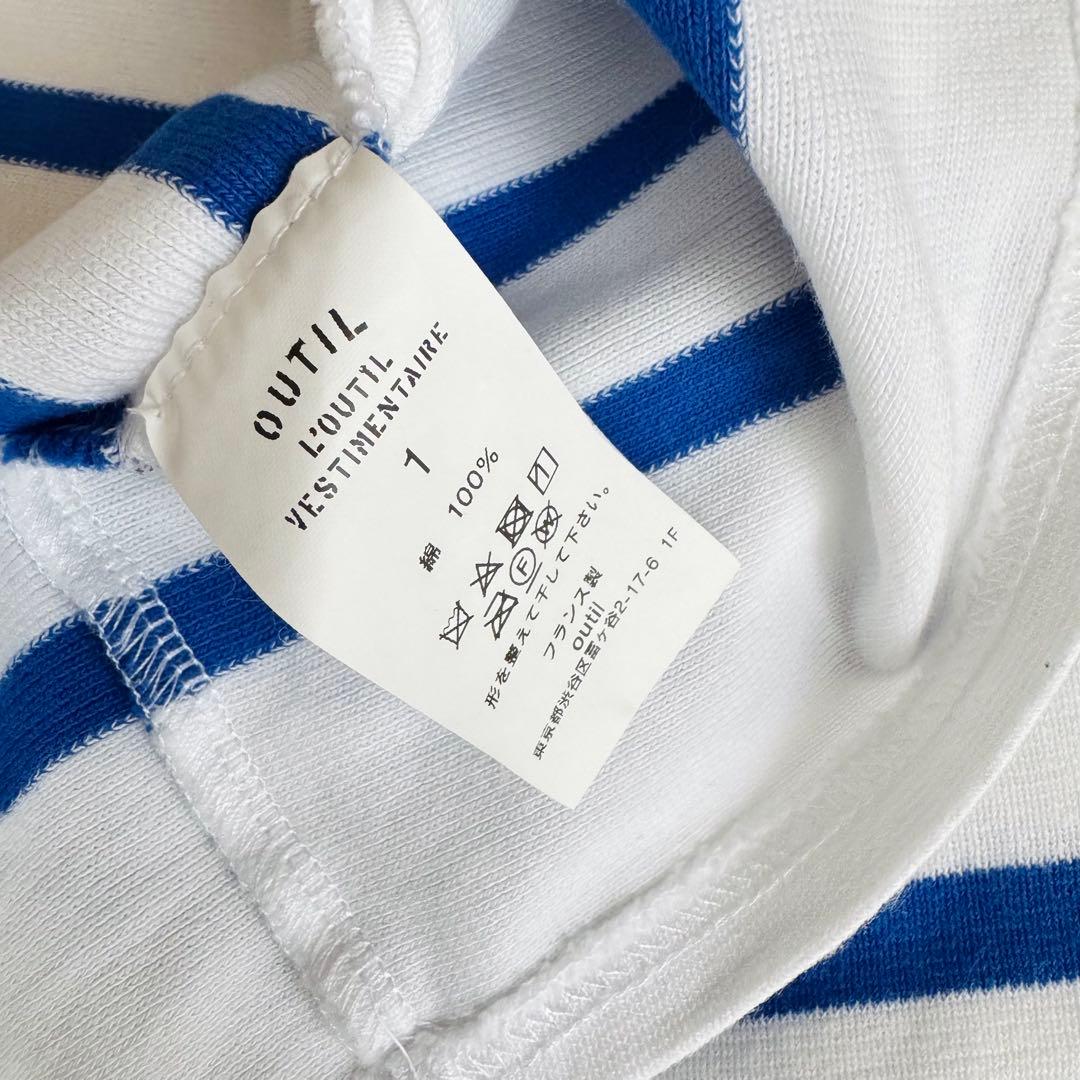 OUTIL
L'OUTIL
VESTIMENTAIRE
1
綿 100%
F
W
形を整えて干して下さい。
フランス製
outil
東京都渋谷区富ヶ谷2-17-6 1F